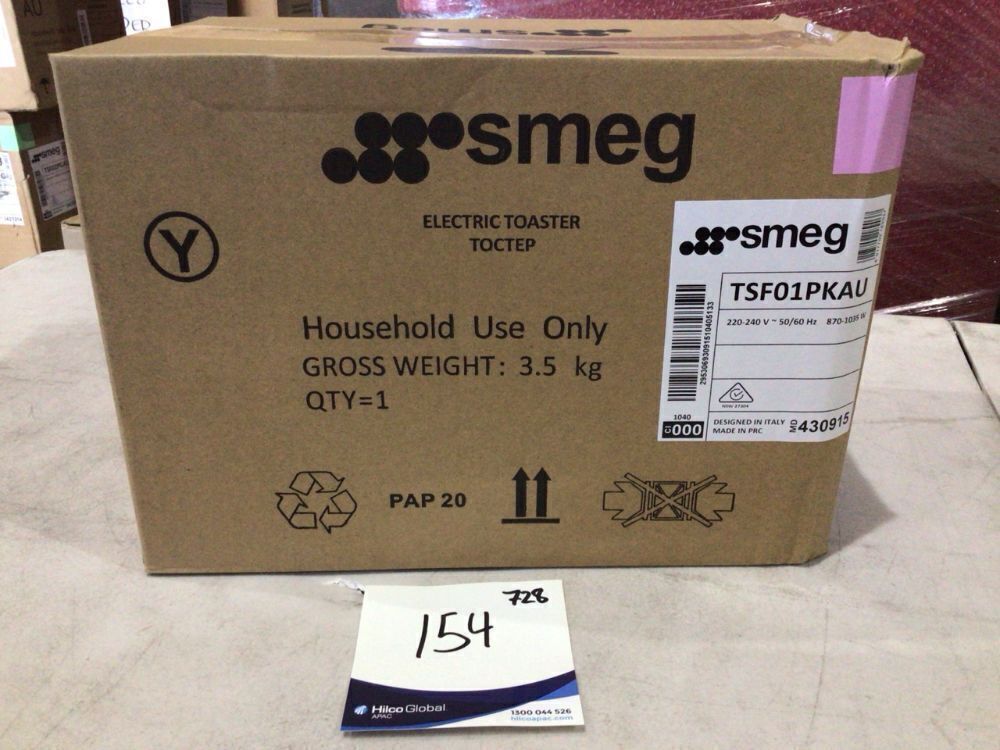 smeg
ELECTRIC TOASTER
ТОСТЕР
Y
Household Use Only
GROSS WEIGHT: 3.5 kg
QTY=1
PAP 20
smeg
TSF01PKAU
220-240 V ~ 50/60 Hz 870-1035 W
DESIGNED IN ITALY
MADE IN PRC
MD 430915
1040
CI 000
154
728
Hilco Global
APAC
1300 044 526
hilcoapac.com